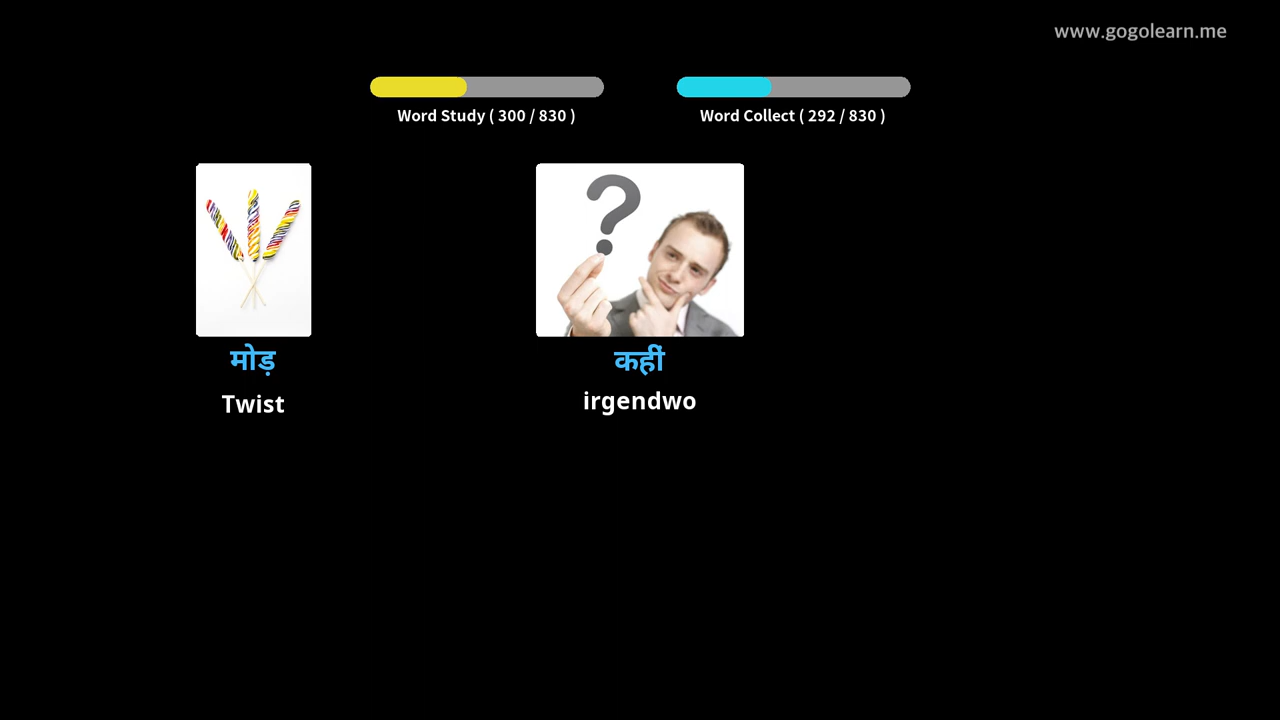 www.gogolearn.me
Word Study ( 300 / 830 )
Word Collect ( 292 / 830 )
मोड़
कहीं
Twist
irgendwo